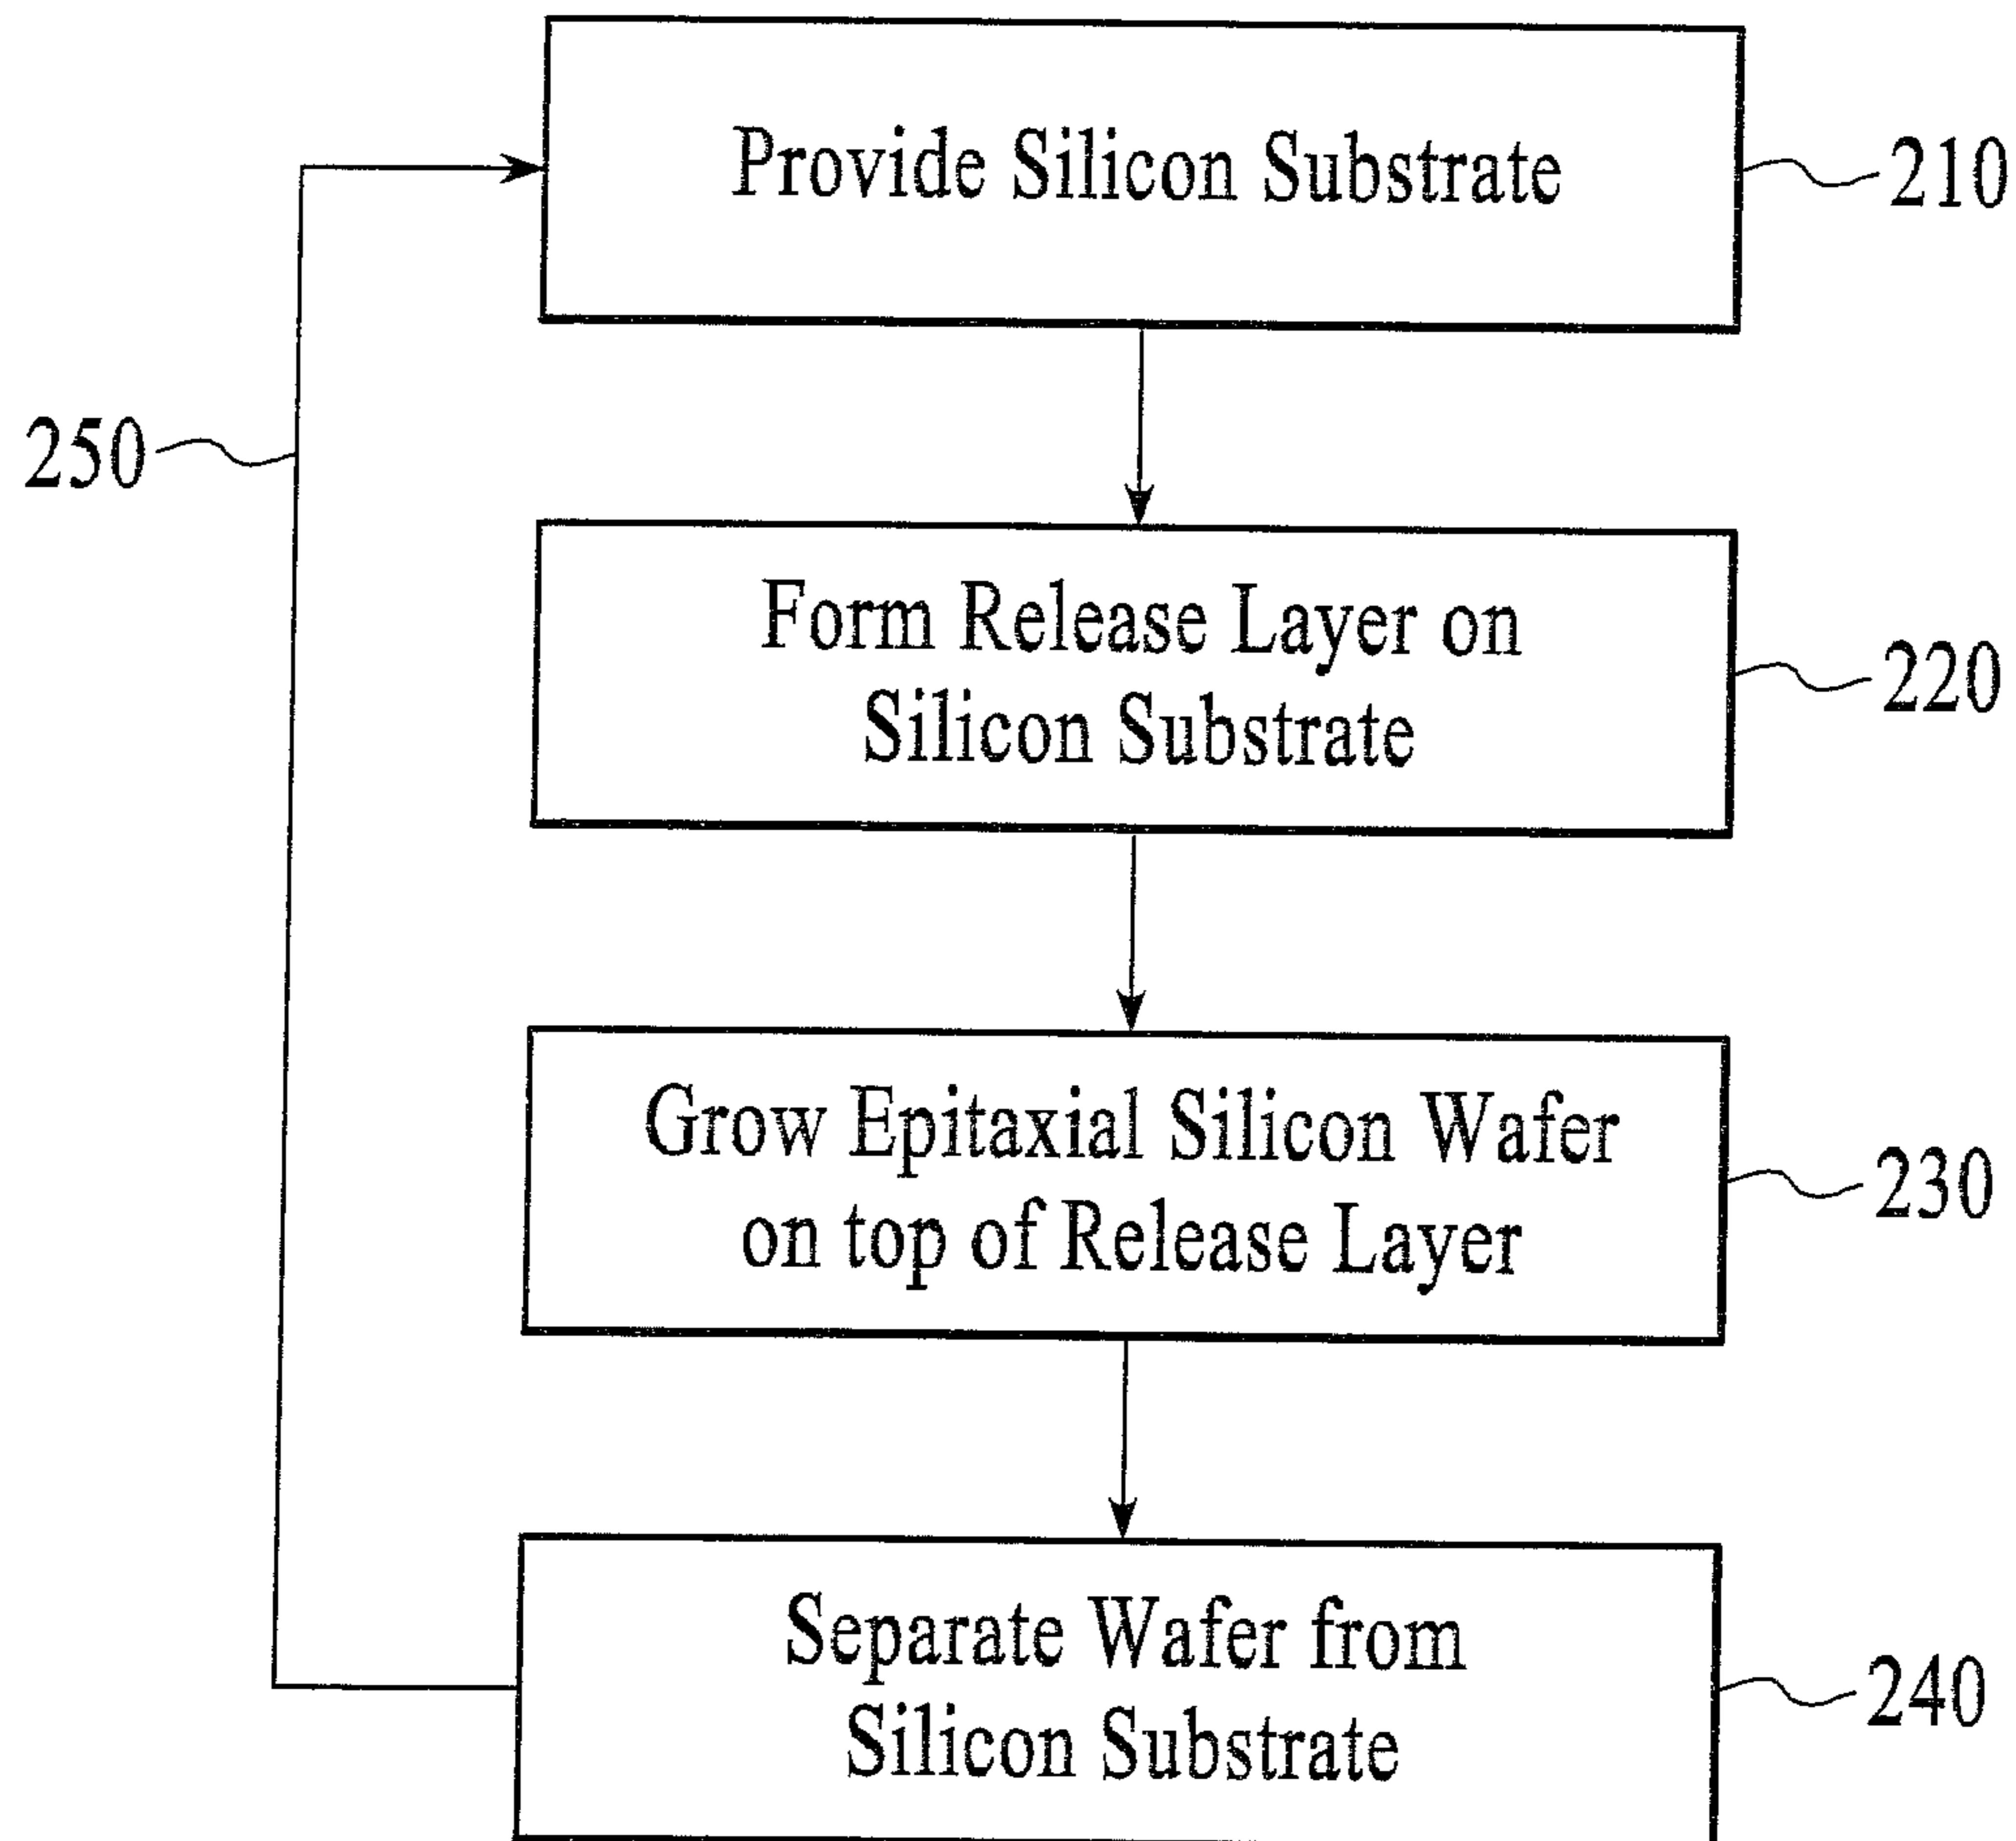 Provide Silicon Substrate
210
250
Form Release Layer on
Silicon Substrate
220
Grow Epitaxial Silicon Wafer
on top of Release Layer
230
Separate Wafer from
Silicon Substrate
240